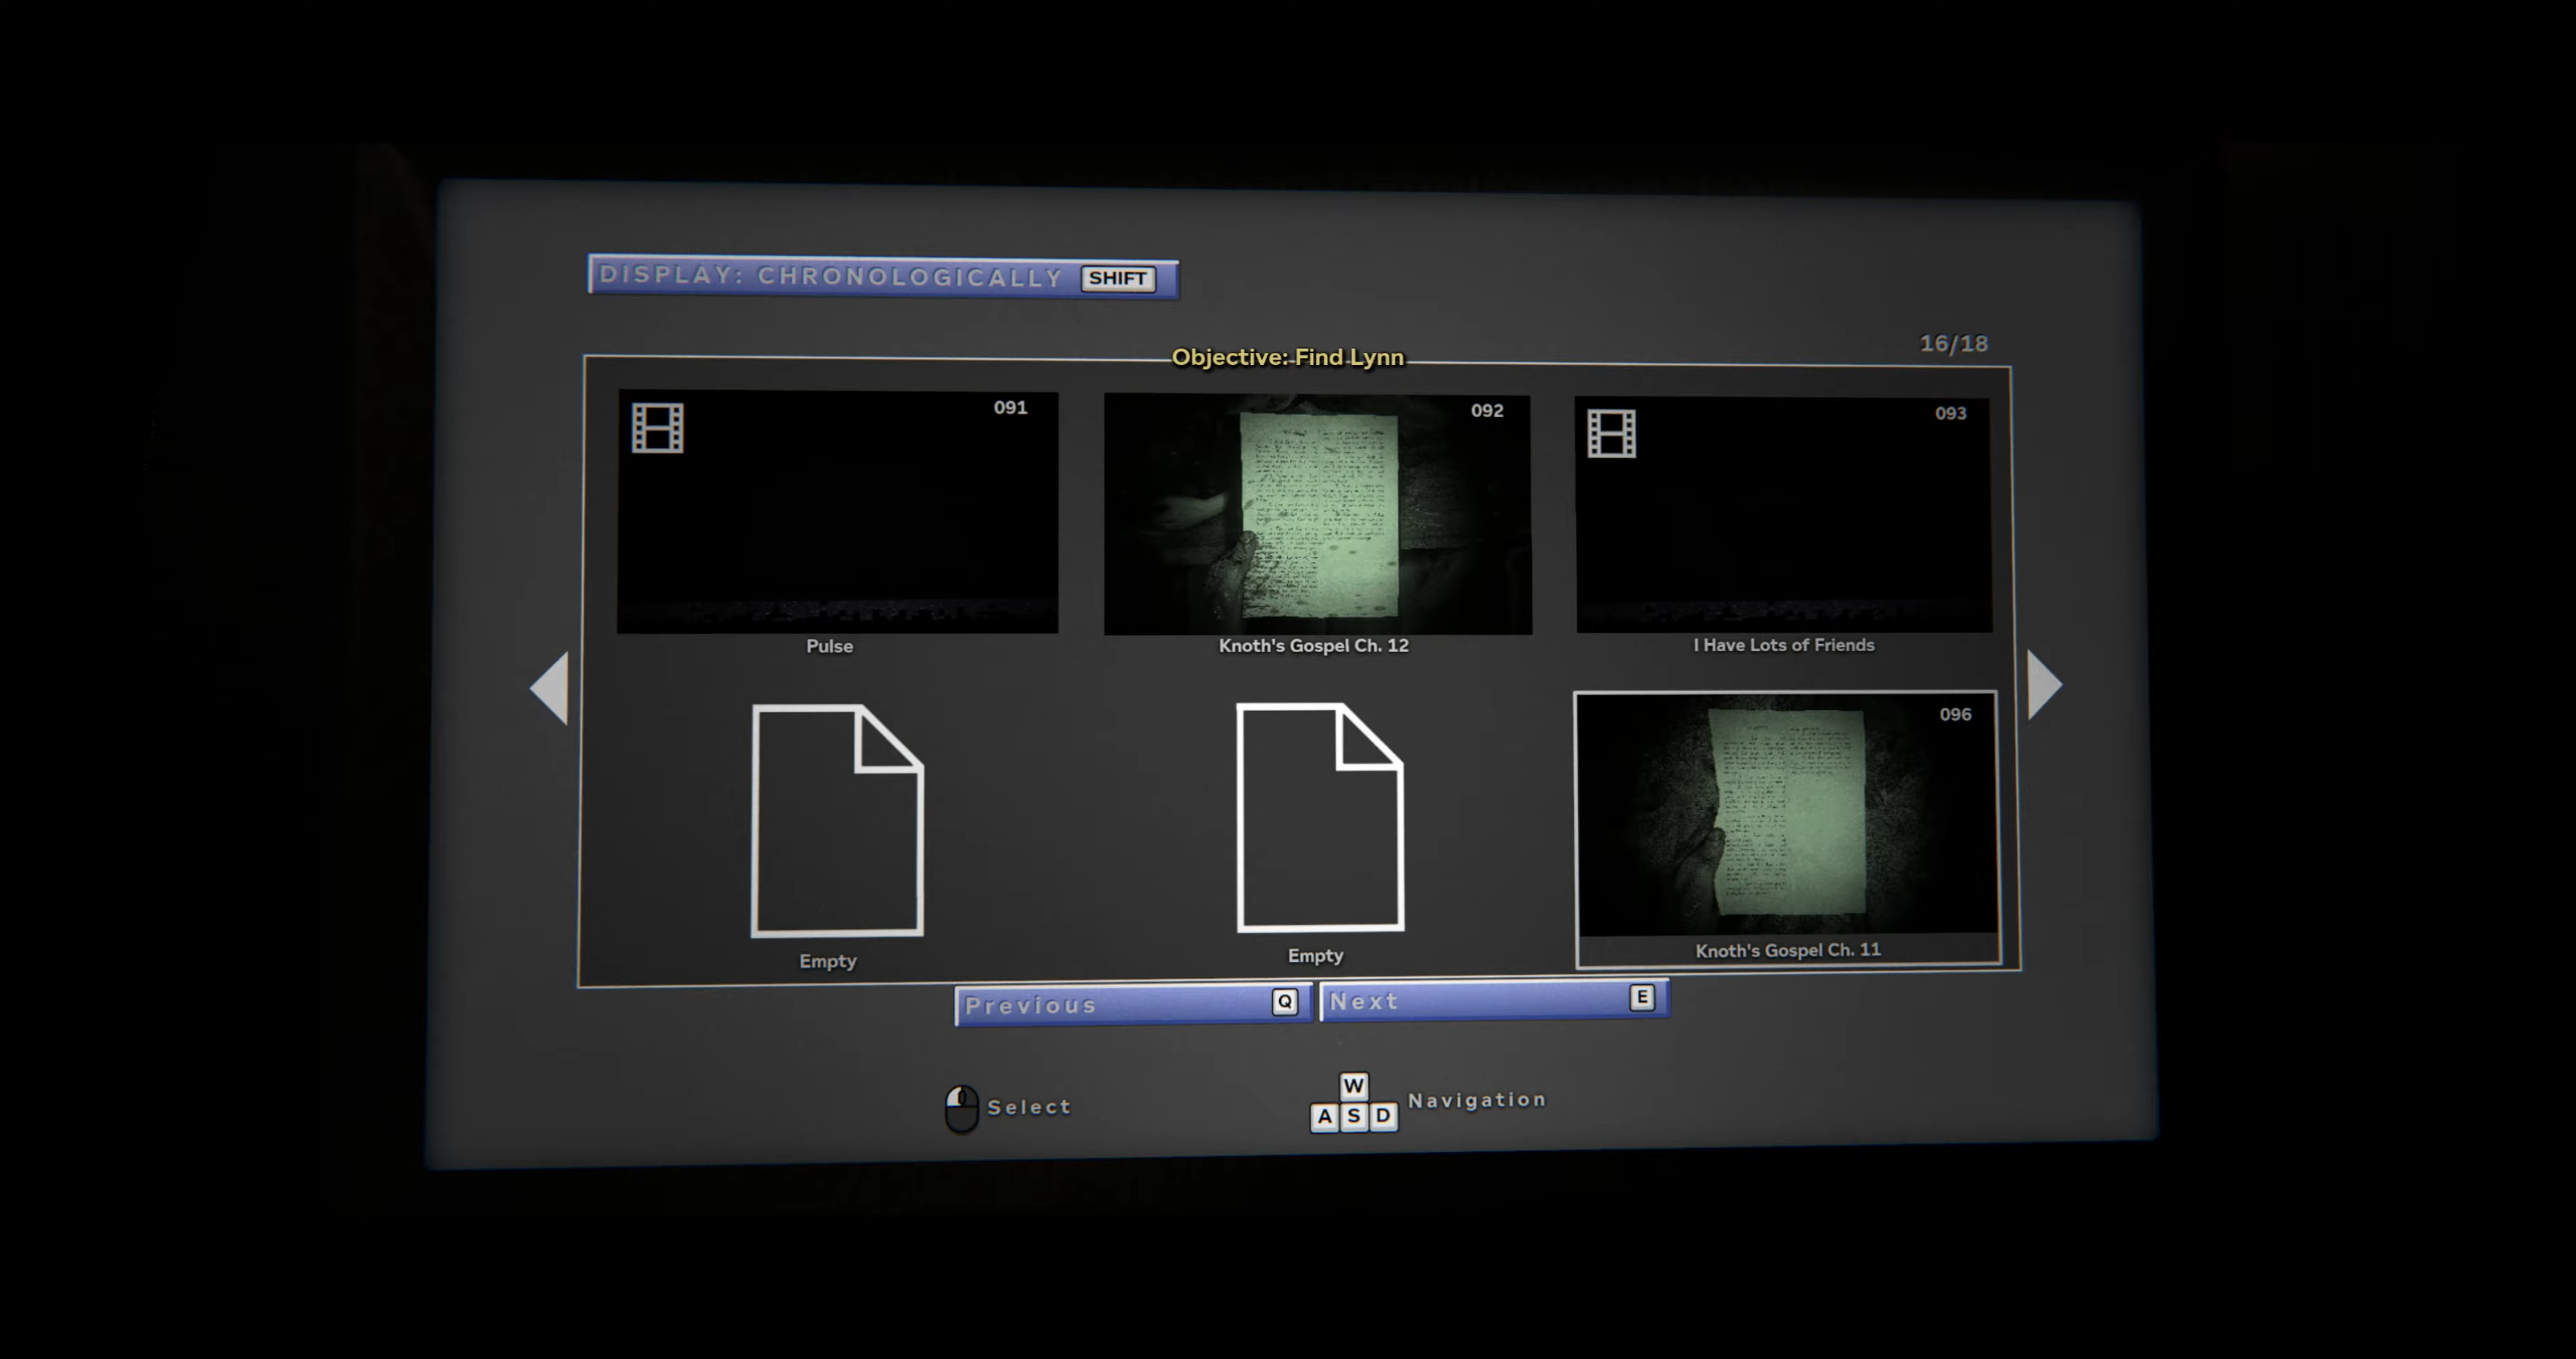 DISPLAY: CHRONOLOGICALLY SHIFT
16/18
Objective: Find Lynn
091
092
093
Pulse
Knoth's Gospel Ch. 12
I Have Lots of Friends
096
Empty
Empty
Knoth's Gospel Ch. 11
Previous Q
Next E
Select
W
A S D
Navigation